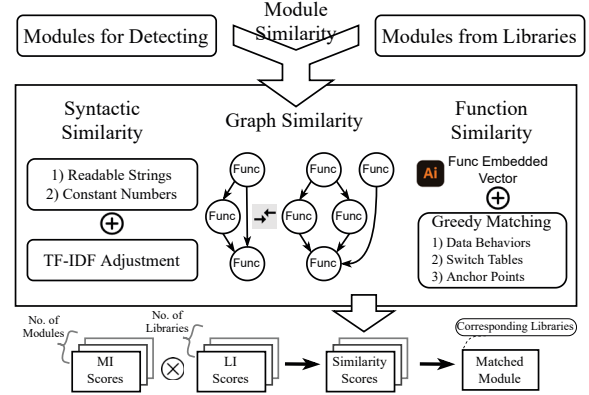 Module
Similarity
Modules for Detecting
Modules from Libraries
Syntactic
Similarity
Graph Similarity
Function
Similarity
1) Readable Strings
2) Constant Numbers
TF-IDF Adjustment
Func
Func
Func
Func
Func
Func
Func
Func
Ai
Func Embedded
Vector
Greedy Matching
1) Data Behaviors
2) Switch Tables
3) Anchor Points
No. of
Modules
MI
Scores
No. of
Libraries
LI
Scores
Similarity
Scores
Corresponding Libraries
Matched
Module